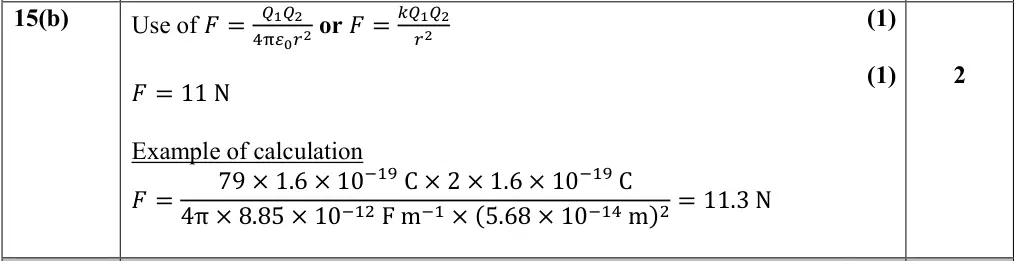 15(b) Use of 𝐹 = 𝑄₁𝑄₂/4π𝜀₀𝑟² or 𝐹 = 𝑘𝑄₁𝑄₂/𝑟² (1)
(1) 2
𝐹 = 11 N
Example of calculation
𝐹 = 79 × 1.6 × 10⁻¹⁹ C × 2 × 1.6 × 10⁻¹⁹ C / 4π × 8.85 × 10⁻¹² F m⁻¹ × (5.68 × 10⁻¹⁴ m)² = 11.3 N